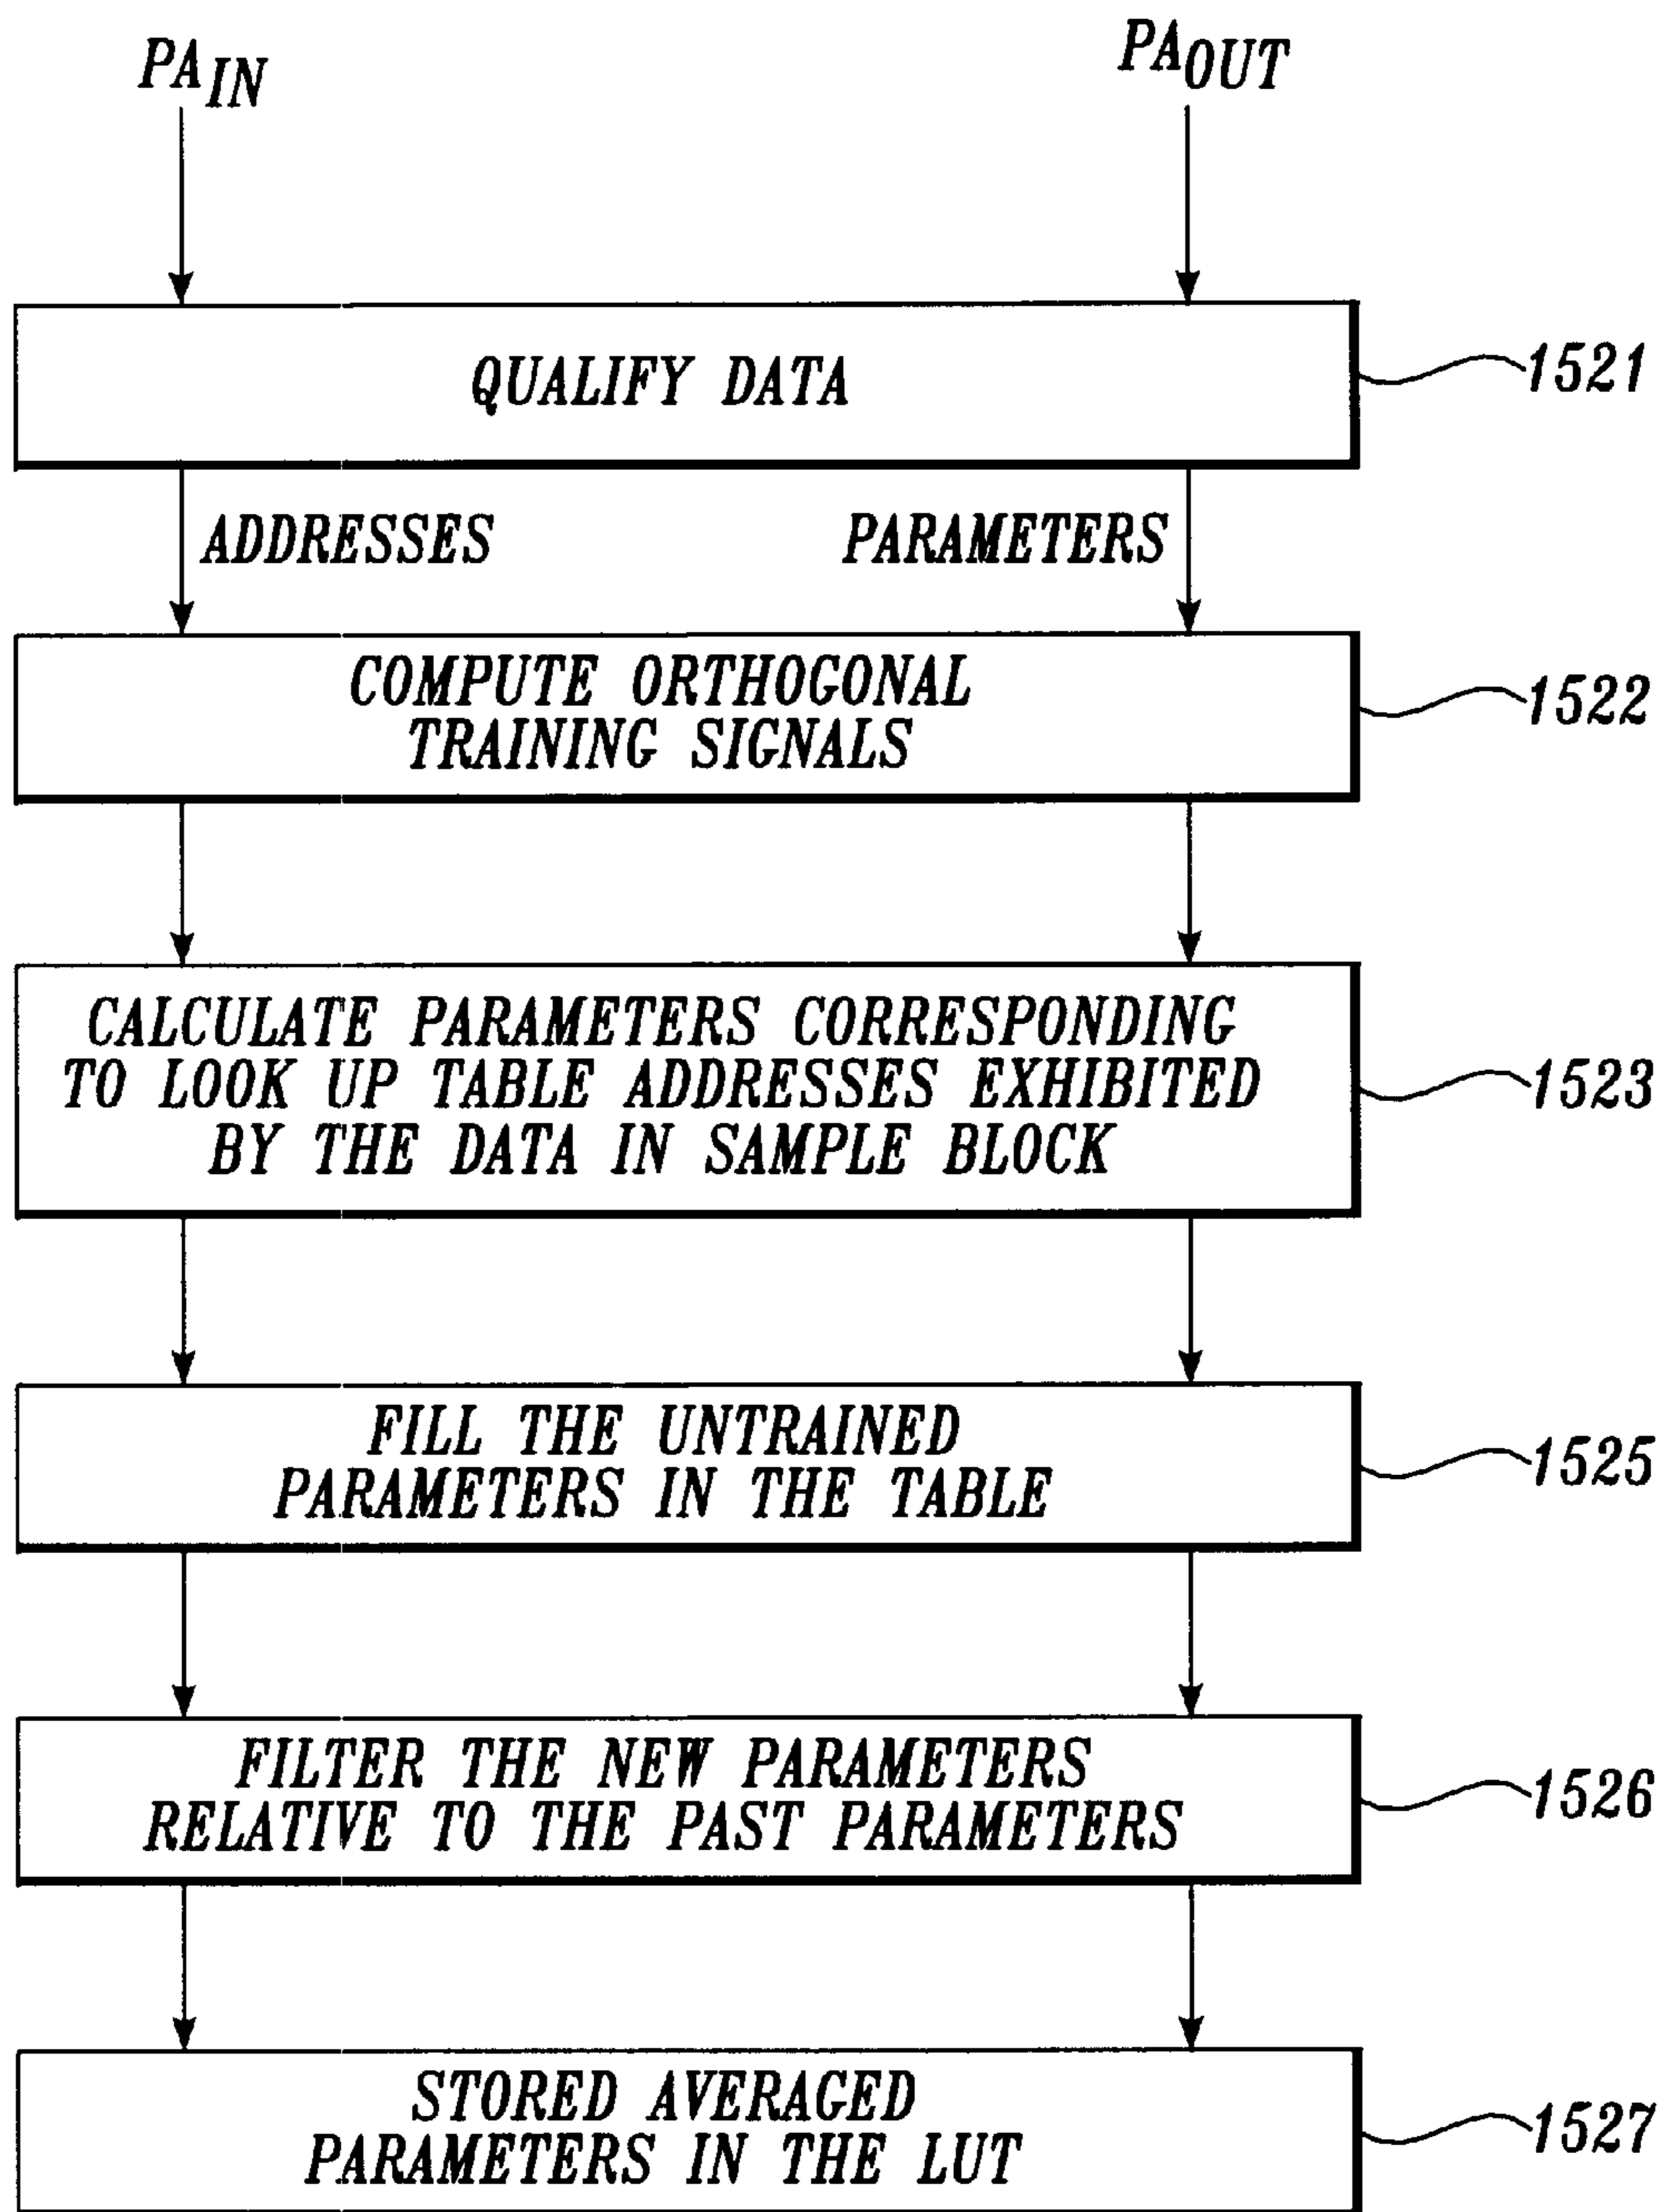 PA_IN
PA_OUT
QUALIFY DATA
1521
ADDRESSES
PARAMETERS
COMPUTE ORTHOGONAL
TRAINING SIGNALS
1522
CALCULATE PARAMETERS CORRESPONDING
TO LOOK UP TABLE ADDRESSES EXHIBITED
BY THE DATA IN SAMPLE BLOCK
1523
FILL THE UNTRAINED
PARAMETERS IN THE TABLE
1525
FILTER THE NEW PARAMETERS
RELATIVE TO THE PAST PARAMETERS
1526
STORED AVERAGED
PARAMETERS IN THE LUT
1527